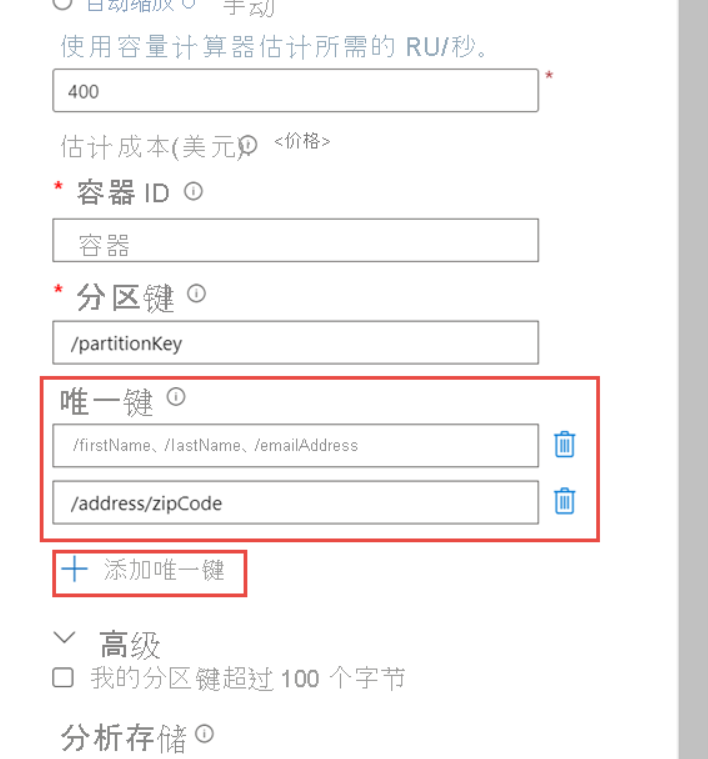 自动缩放 手动
使用容量计算器估计所需的 RU/秒。
400 *
估计成本(美元) <价格>
* 容器 ID
容器
* 分区键
/partitionKey
唯一键
/firstName、/lastName、/emailAddress
/address/zipCode
添加唯一键
高级
我的分区键超过 100 个字节
分析存储